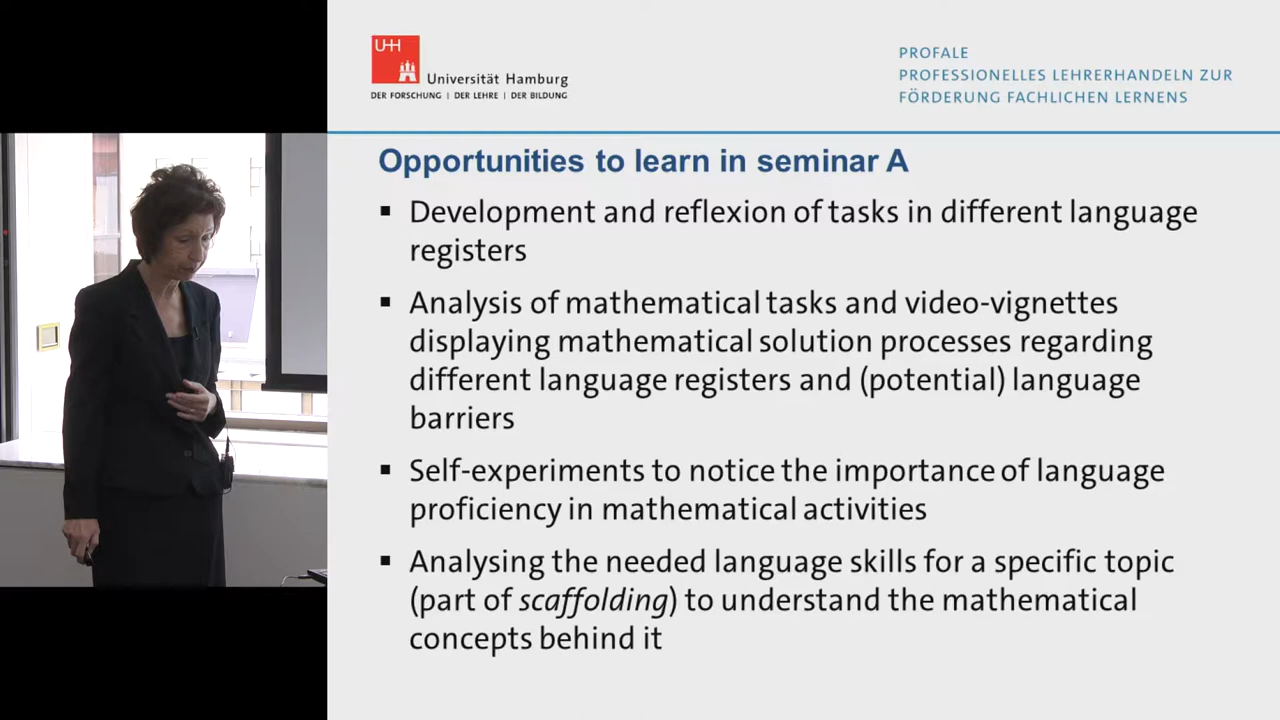 UHH
Universität Hamburg
DER FORSCHUNG | DER LEHRE | DER BILDUNG
PROFALE
PROFESSIONELLES LEHRERHANDELN ZUR
FÖRDERUNG FACHLICHEN LERNENS
Opportunities to learn in seminar A
▪ Development and reflexion of tasks in different language
registers
▪ Analysis of mathematical tasks and video-vignettes
displaying mathematical solution processes regarding
different language registers and (potential) language
barriers
▪ Self-experiments to notice the importance of language
proficiency in mathematical activities
▪ Analysing the needed language skills for a specific topic
(part of scaffolding) to understand the mathematical
concepts behind it